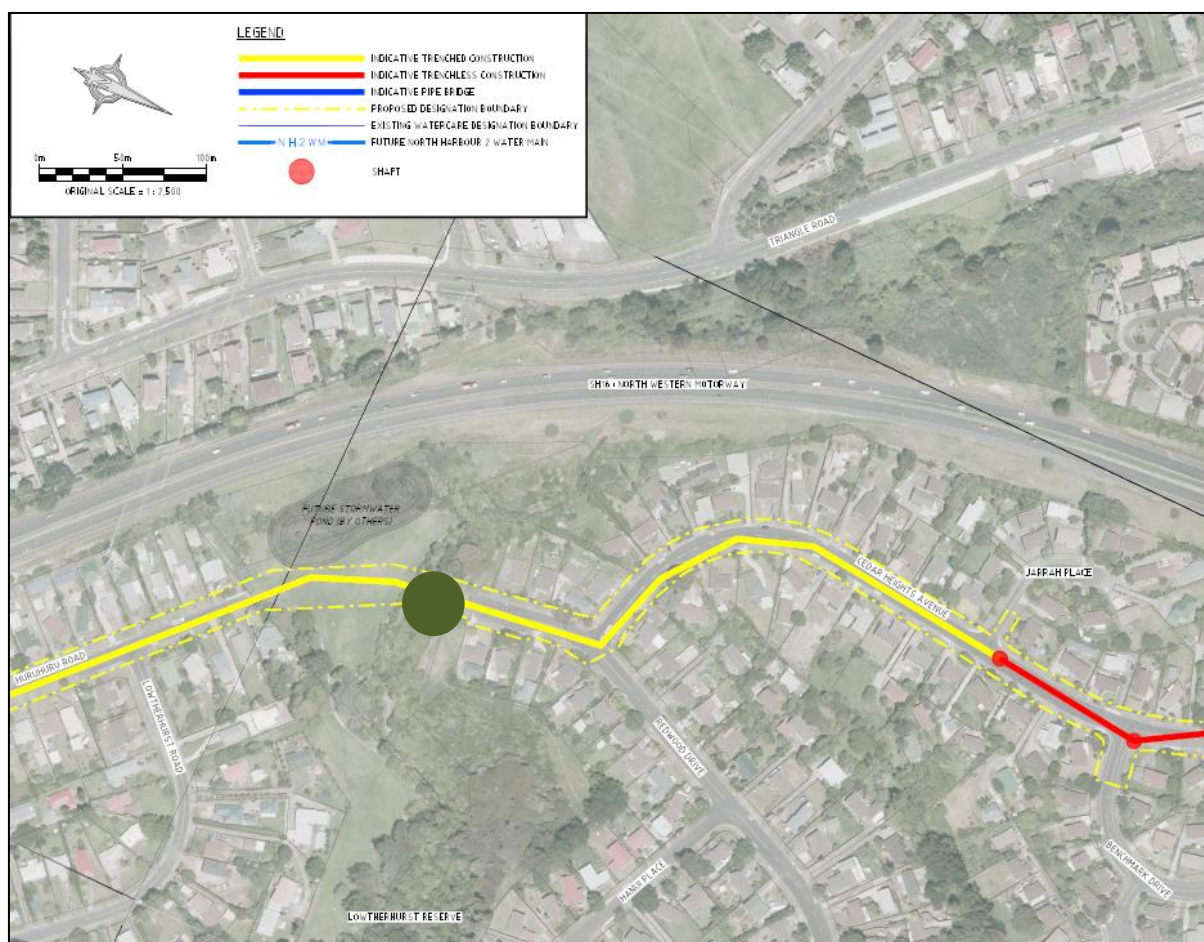 LEGEND
INDICATIVE TRENCHED CONSTRUCTION
INDICATIVE TRENCHLESS CONSTRUCTION
INDICATIVE PIPE BRIDGE
PROPOSED DESIGNATION BOUNDARY
EXISTING WATERCARE DESIGNATION BOUNDARY
NH2WM FUTURE NORTH HARBOUR 2 WATER MAIN
SHAFT
0m 50m 100m
ORIGINAL SCALE = 1:2,500
TRIANGLE ROAD
SH16 : NORTH WESTERN MOTORWAY
FUTURE STORMWATER
POND (BY OTHERS)
CEDAR HEIGHTS AVENUE
JARRAH PLACE
HURUHURU ROAD
LOWTHERHURST ROAD
REDWOOD DRIVE
HANUI PLACE
BENCHMARK DRIVE
LOWTHERHURST RESERVE